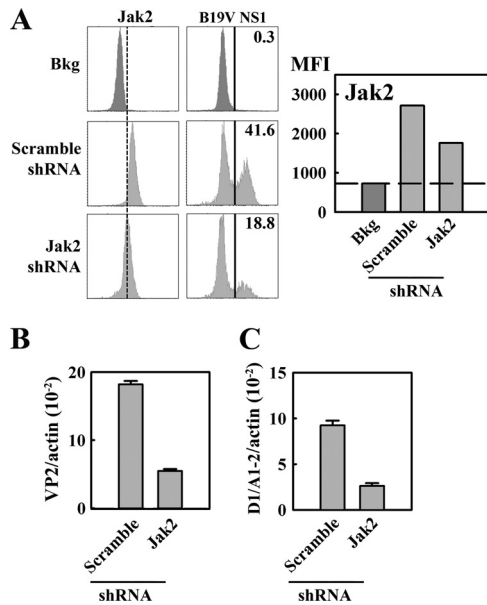 A
Jak2
B19V NS1
Bkg
0.3
Scramble
shRNA
41.6
Jak2
shRNA
18.8
MFI
Jak2
3000
2000
1000
0
Bkg
Scramble
Jak2
shRNA
B
VP2/actin (10⁻²)
20
10
0
Scramble
Jak2
shRNA
C
D1/A1-2/actin (10⁻²)
15
10
5
0
Scramble
Jak2
shRNA